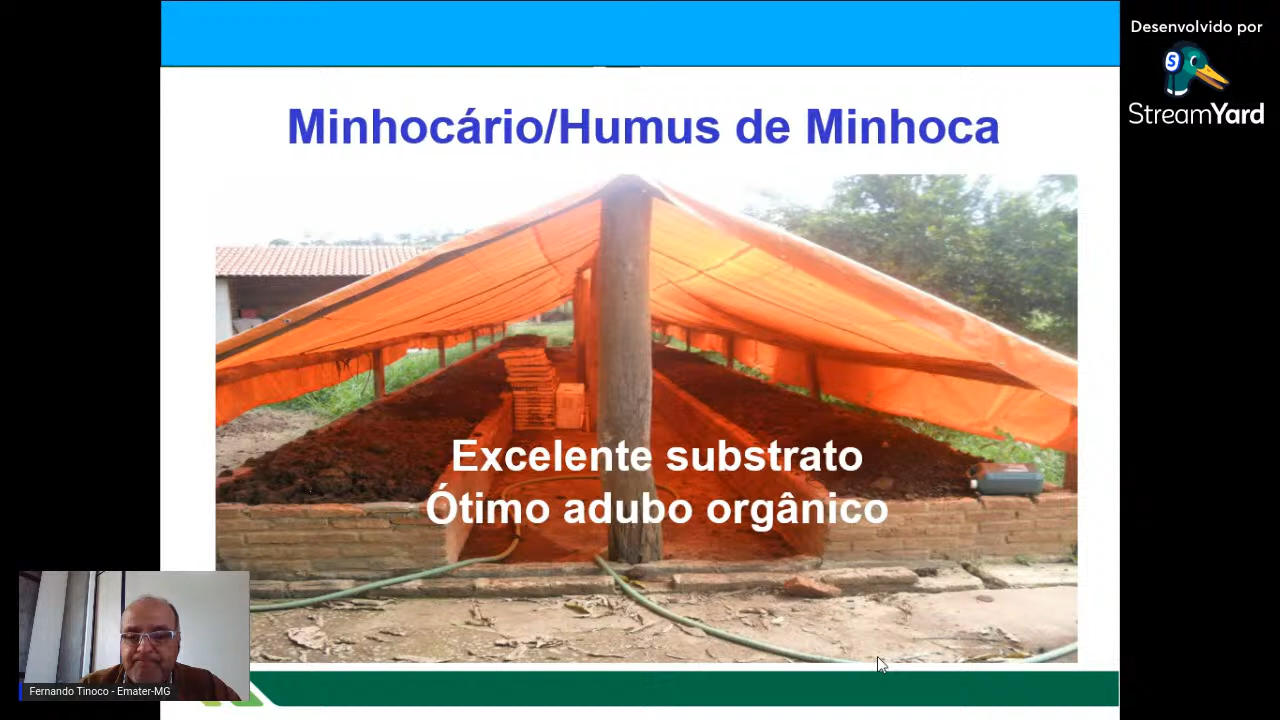 Desenvolvido por
S
StreamYard
Minhocário/Humus de Minhoca
Excelente substrato
Ótimo adubo orgânico
Fernando Tinoco - Emater-MG